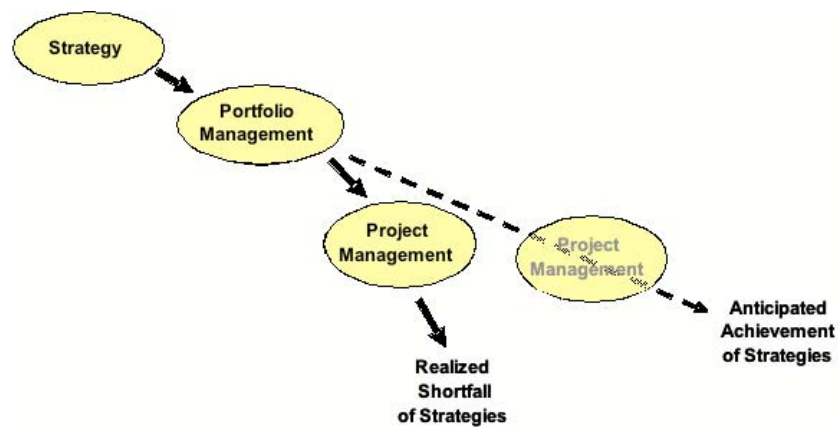 Strategy
Portfolio
Management
Project
Management
Project
Management
Anticipated
Achievement
of Strategies
Realized
Shortfall
of Strategies